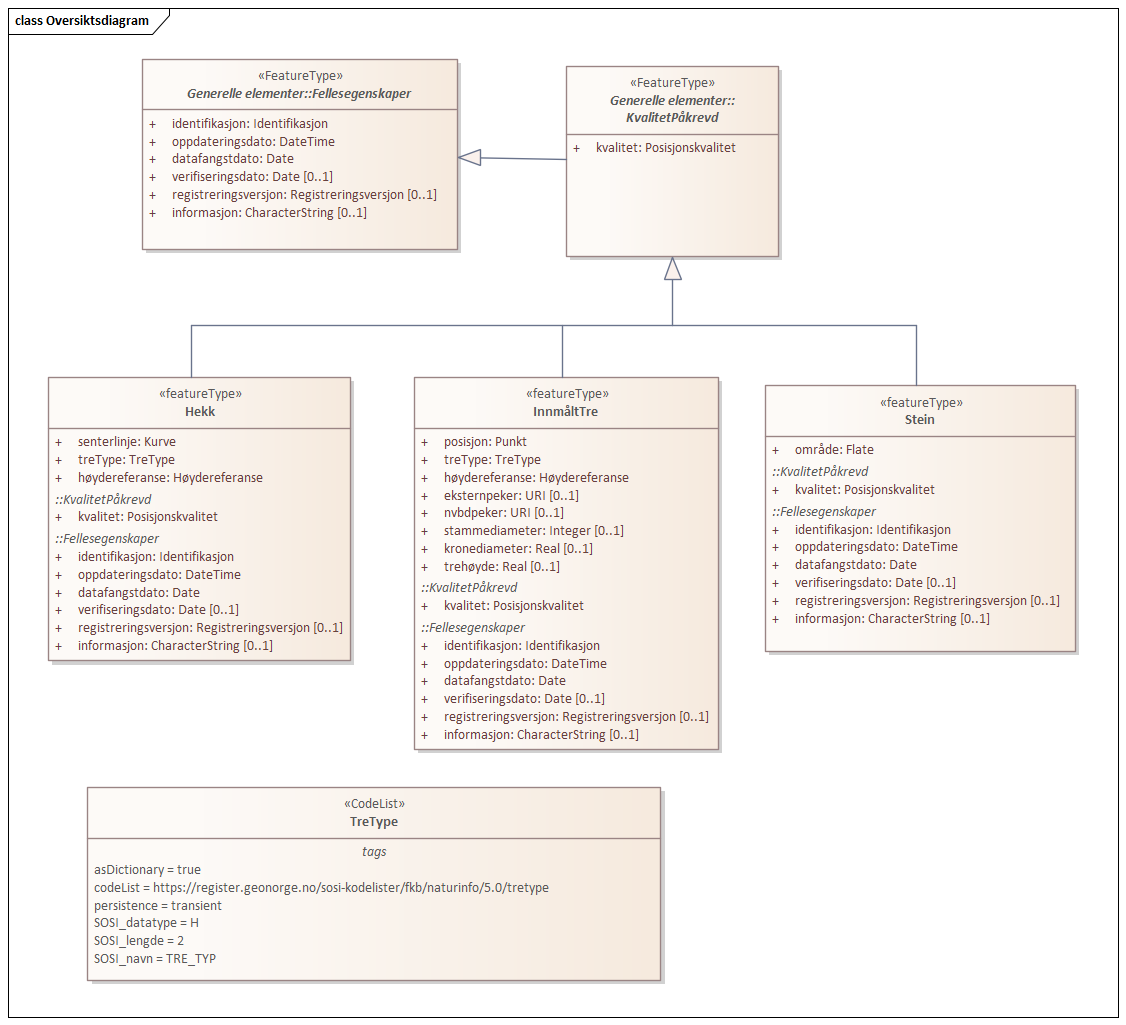 class Oversiktsdiagram
«FeatureType»
Generelle elementer::Fellesegenskaper
+ identifikasjon: Identifikasjon
+ oppdateringsdato: DateTime
+ datafangstdato: Date
+ verifiseringsdato: Date [0..1]
+ registreringsversjon: Registreringsversjon [0..1]
+ informasjon: CharacterString [0..1]
«FeatureType»
Generelle elementer::
KvalitetPåkrevd
+ kvalitet: Posisjonskvalitet
«featureType»
Hekk
+ senterlinje: Kurve
+ treType: TreType
+ høydereferanse: Høydereferanse
::KvalitetPåkrevd
+ kvalitet: Posisjonskvalitet
::Fellesegenskaper
+ identifikasjon: Identifikasjon
+ oppdateringsdato: DateTime
+ datafangstdato: Date
+ verifiseringsdato: Date [0..1]
+ registreringsversjon: Registreringsversjon [0..1]
+ informasjon: CharacterString [0..1]
«featureType»
InnmåltTre
+ posisjon: Punkt
+ treType: TreType
+ høydereferanse: Høydereferanse
+ eksternpeker: URI [0..1]
+ nvbdpeker: URI [0..1]
+ stammediameter: Integer [0..1]
+ kronediameter: Real [0..1]
+ trehøyde: Real [0..1]
::KvalitetPåkrevd
+ kvalitet: Posisjonskvalitet
::Fellesegenskaper
+ identifikasjon: Identifikasjon
+ oppdateringsdato: DateTime
+ datafangstdato: Date
+ verifiseringsdato: Date [0..1]
+ registreringsversjon: Registreringsversjon [0..1]
+ informasjon: CharacterString [0..1]
«featureType»
Stein
+ område: Flate
::KvalitetPåkrevd
+ kvalitet: Posisjonskvalitet
::Fellesegenskaper
+ identifikasjon: Identifikasjon
+ oppdateringsdato: DateTime
+ datafangstdato: Date
+ verifiseringsdato: Date [0..1]
+ registreringsversjon: Registreringsversjon [0..1]
+ informasjon: CharacterString [0..1]
«CodeList»
TreType
tags
asDictionary = true
codeList = https://register.geonorge.no/sosi-kodelister/fkb/naturinfo/5.0/tretype
persistence = transient
SOSI_datatype = H
SOSI_lengde = 2
SOSI_navn = TRE_TYP